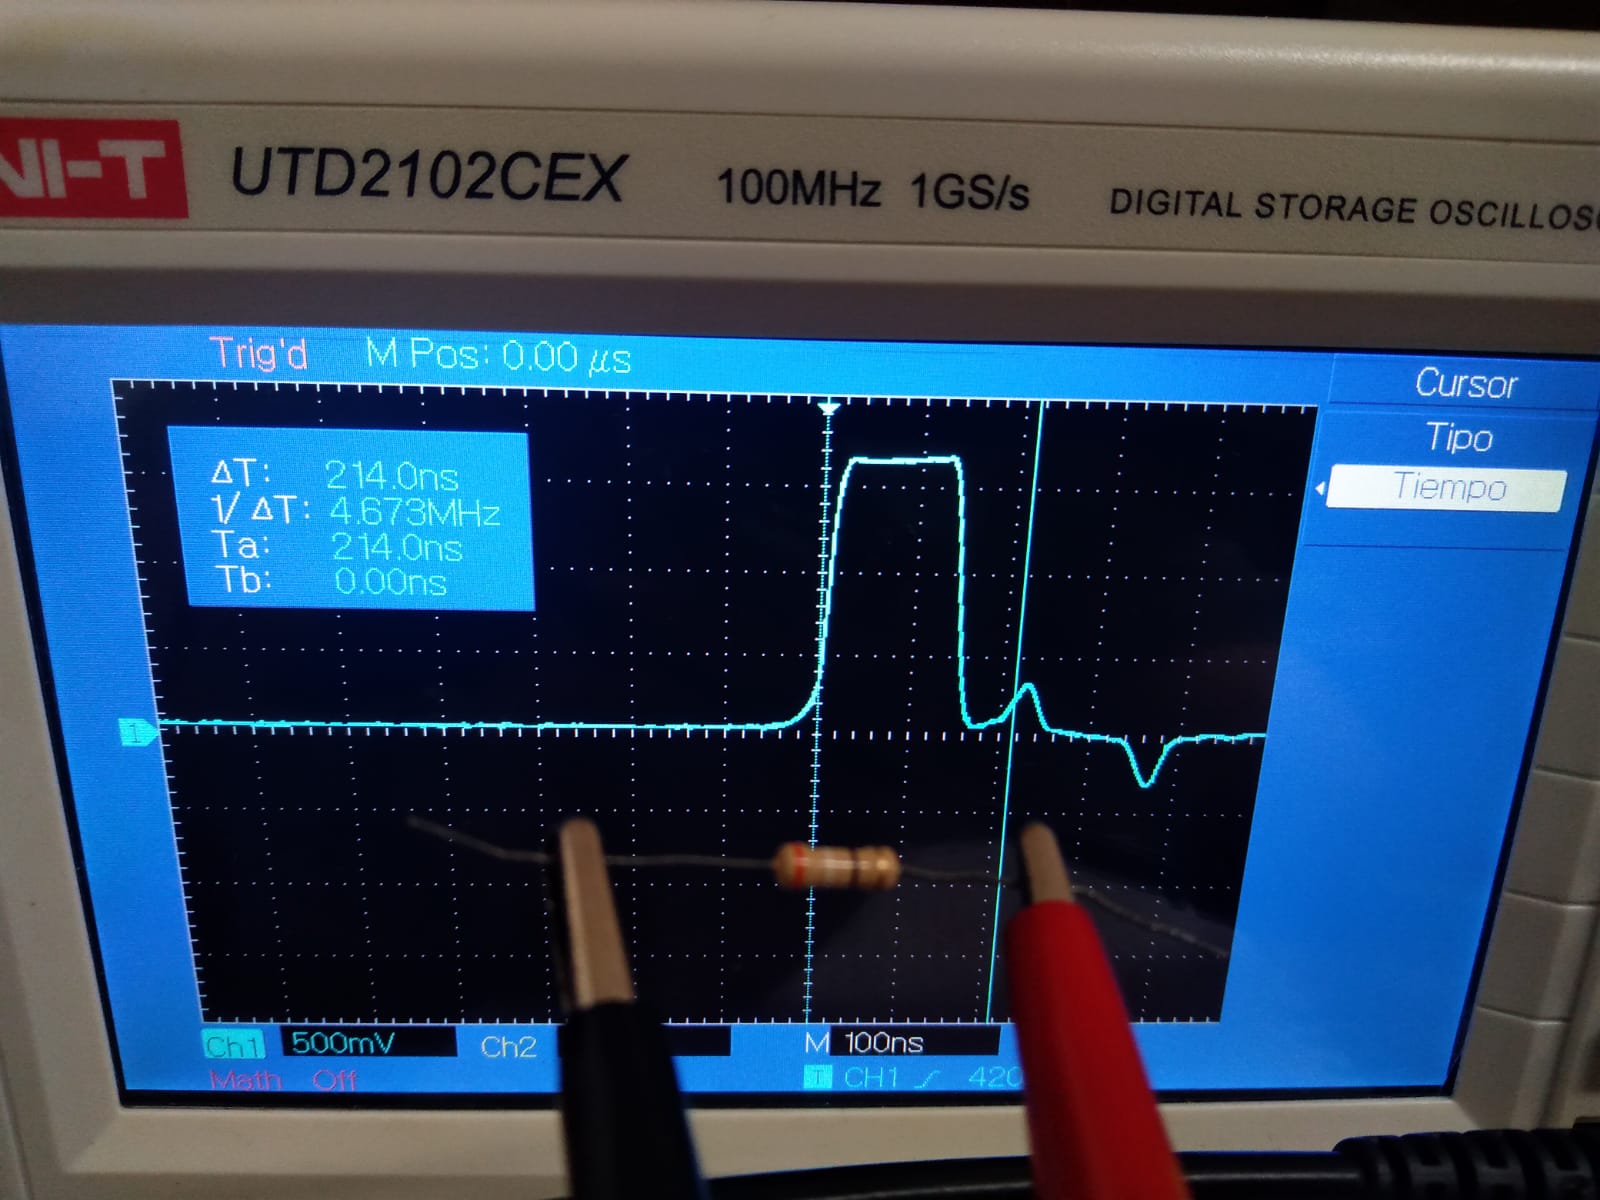 NI-T UTD2102CEX 100MHz 1GS/s DIGITAL STORAGE OSCILLOS
Trig'd M Pos: 0.00 μs
Cursor
Tipo
Tiempo
ΔT: 214.0ns
1/ΔT: 4.673MHz
Ta: 214.0ns
Tb: 0.00ns
1
Ch1 500mV Ch2 M 100ns
Math Off T CH1 420